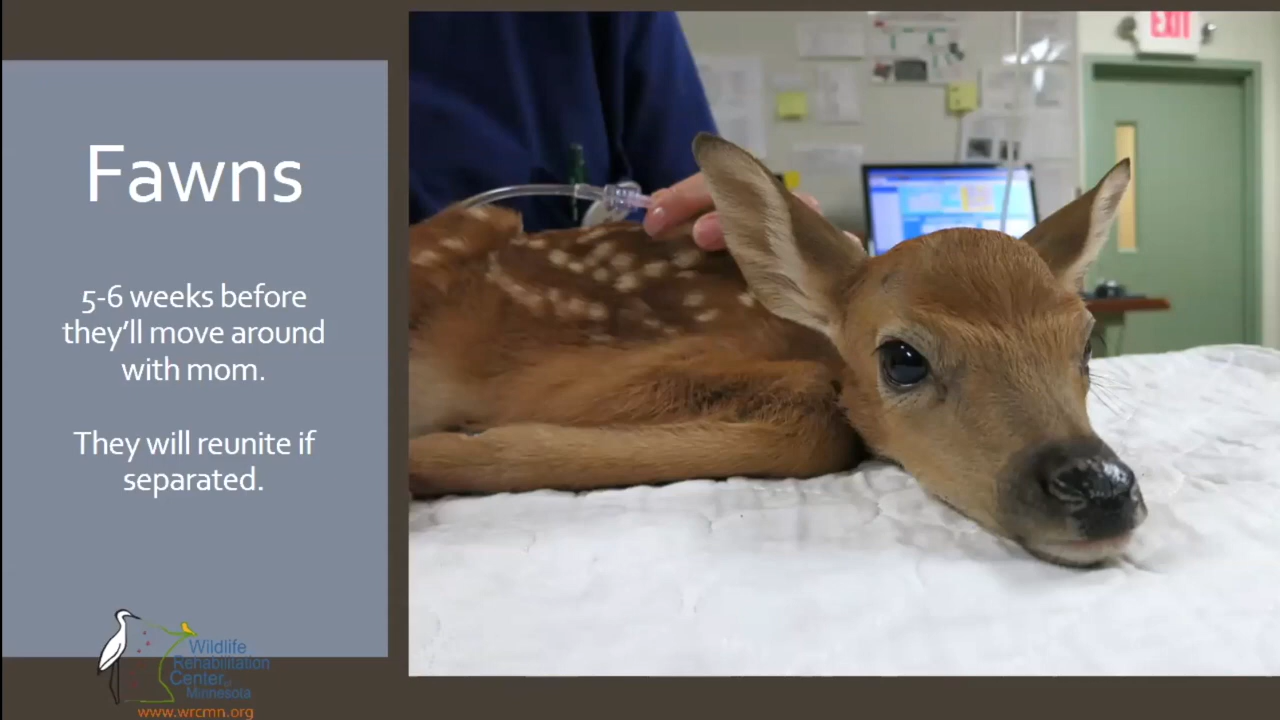 Fawns
5-6 weeks before
they'll move around
with mom.
They will reunite if
separated.
Wildlife
Rehabilitation
Center of
Minnesota
www.wrcmn.org
EXIT